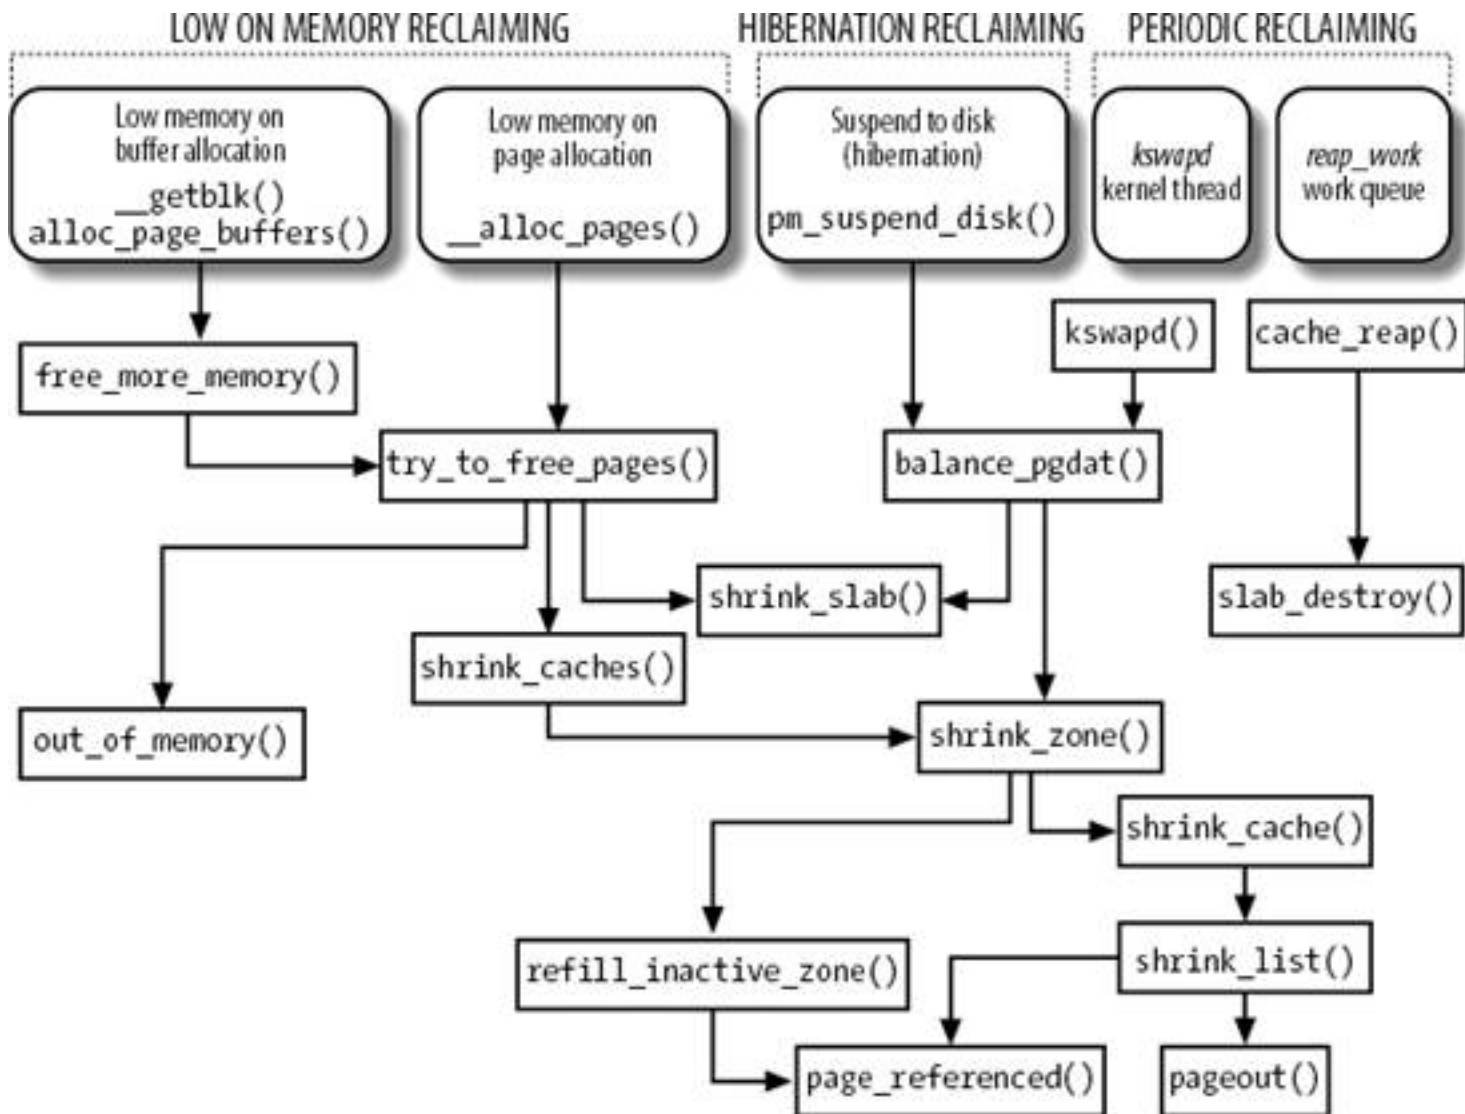 LOW ON MEMORY RECLAIMING
HIBERNATION RECLAIMING
PERIODIC RECLAIMING
Low memory on
buffer allocation
__getblk()
alloc_page_buffers()
Low memory on
page allocation
__alloc_pages()
Suspend to disk
(hibernation)
pm_suspend_disk()
kswapd
kernel thread
reap_work
work queue
kswapd()
cache_reap()
free_more_memory()
try_to_free_pages()
balance_pgdat()
shrink_slab()
slab_destroy()
shrink_caches()
out_of_memory()
shrink_zone()
shrink_cache()
refill_inactive_zone()
shrink_list()
page_referenced()
pageout()